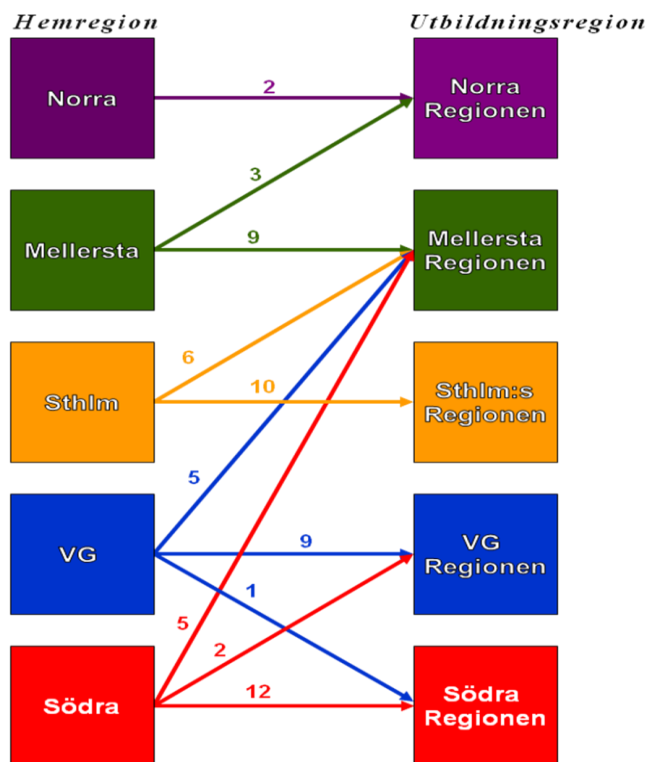 Hemregion
Utbildningsregion
Norra
2
Norra
Regionen
3
Mellersta
9
Mellersta
Regionen
6
Sthlm
10
Sthlm:s
Regionen
5
VG
9
VG
Regionen
1
5
2
Södra
12
Södra
Regionen